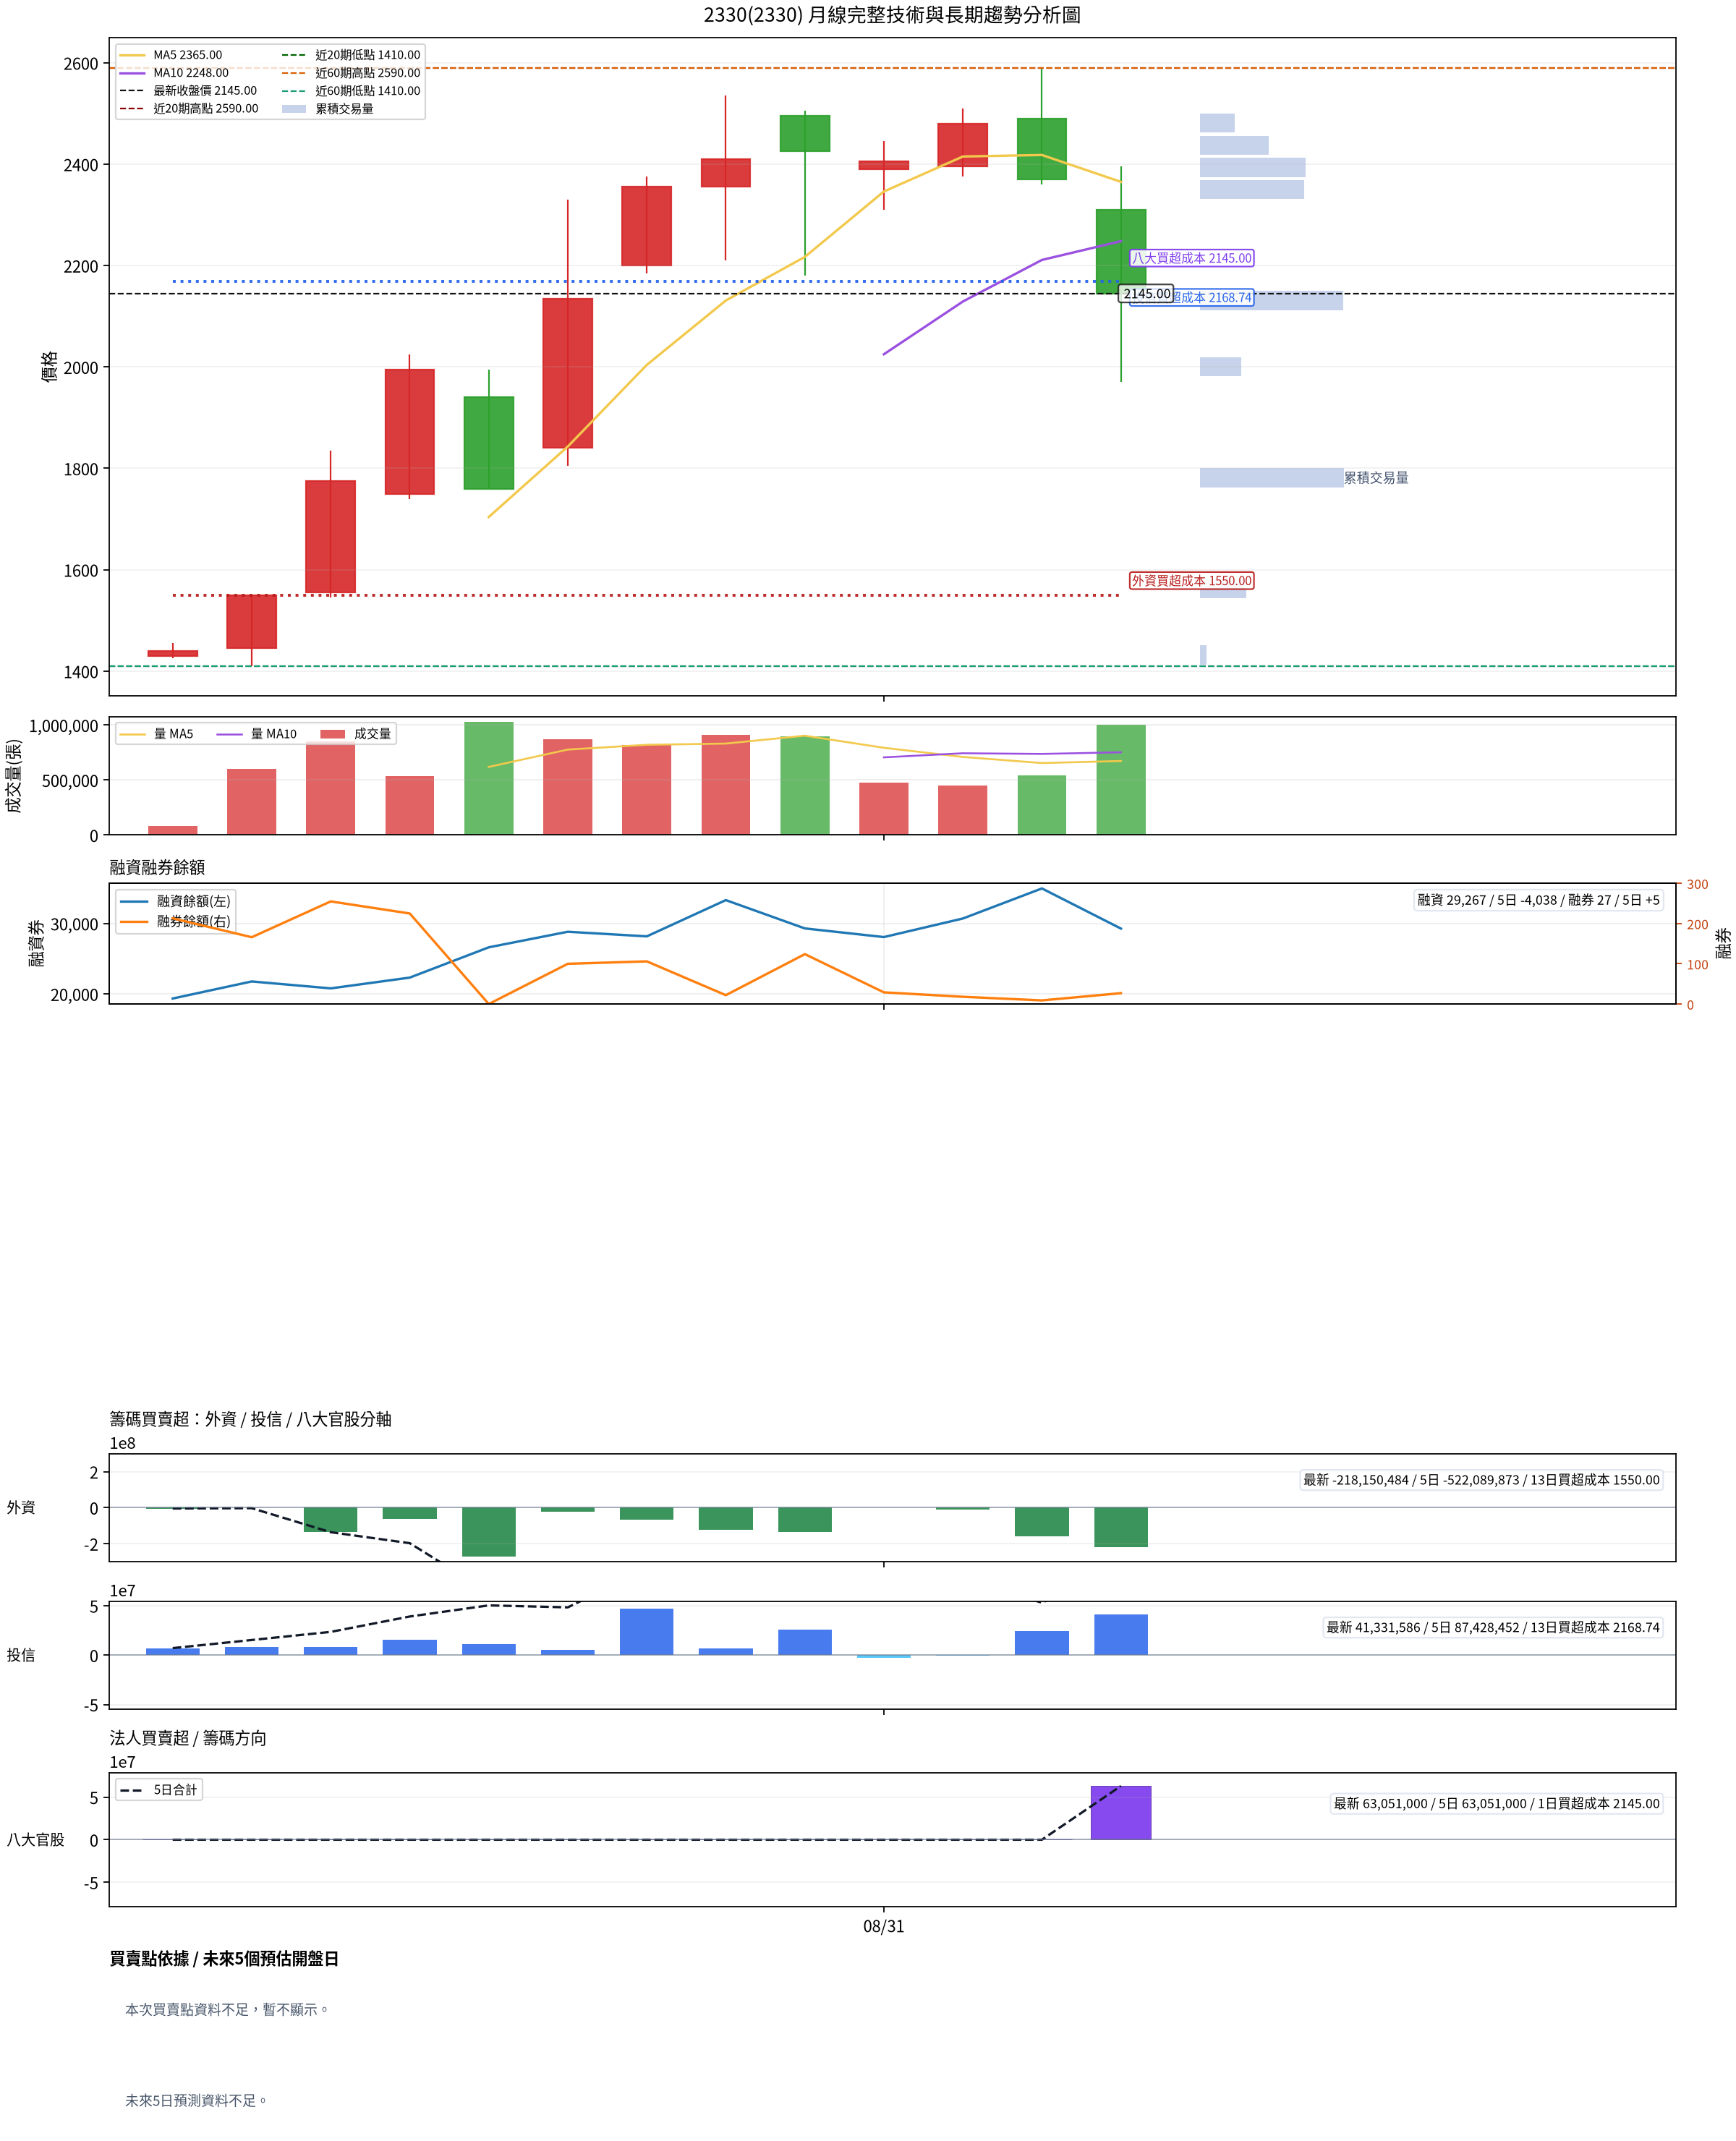 2330(2330) 月線完整技術與長期趨勢分析圖
MA5 2365.00
MA10 2248.00
最新收盤價 2145.00
近20期高點 2590.00
近20期低點 1410.00
近60期高點 2590.00
近60期低點 1410.00
累積交易量
價格
2600
2400
2200
2000
1800
1600
1400
八大買超成本 2145.00
2145.00
超成本 2168.74
累積交易量
外資買超成本 1550.00
成交量(張)
1,000,000
500,000
0
量 MA5
量 MA10
成交量
融資融券餘額
融資券
30,000
20,000
融資餘額(左)
融券餘額(右)
融資 29,267 / 5日 -4,038 / 融券 27 / 5日 +5
300
200
100
0
融券
籌碼買賣超：外資 / 投信 / 八大官股分軸
1e8
外資
2
0
-2
最新 -218,150,484 / 5日 -522,089,873 / 13日買超成本 1550.00
1e7
投信
5
0
-5
最新 41,331,586 / 5日 87,428,452 / 13日買超成本 2168.74
法人買賣超 / 籌碼方向
1e7
八大官股
5
0
-5
5日合計
最新 63,051,000 / 5日 63,051,000 / 1日買超成本 2145.00
08/31
買賣點依據 / 未來5個預估開盤日
本次買賣點資料不足，暫不顯示。
未來5日預測資料不足。